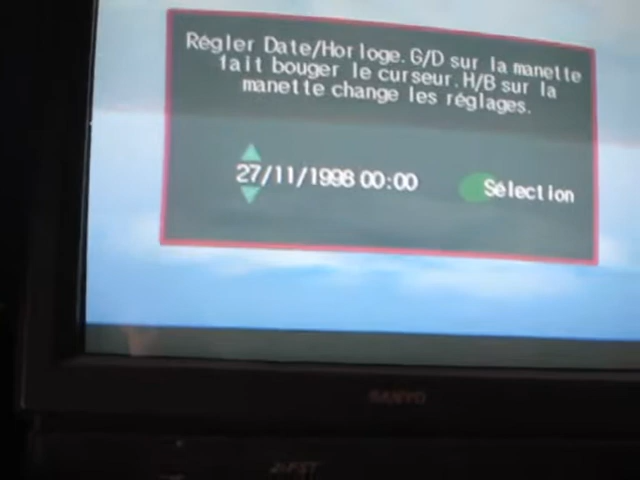 Régler Date/Horloge. G/D sur la manette
fait bouger le curseur. H/B sur la
manette change les réglages.
27/11/1998 00:00
Sélection
SANYO